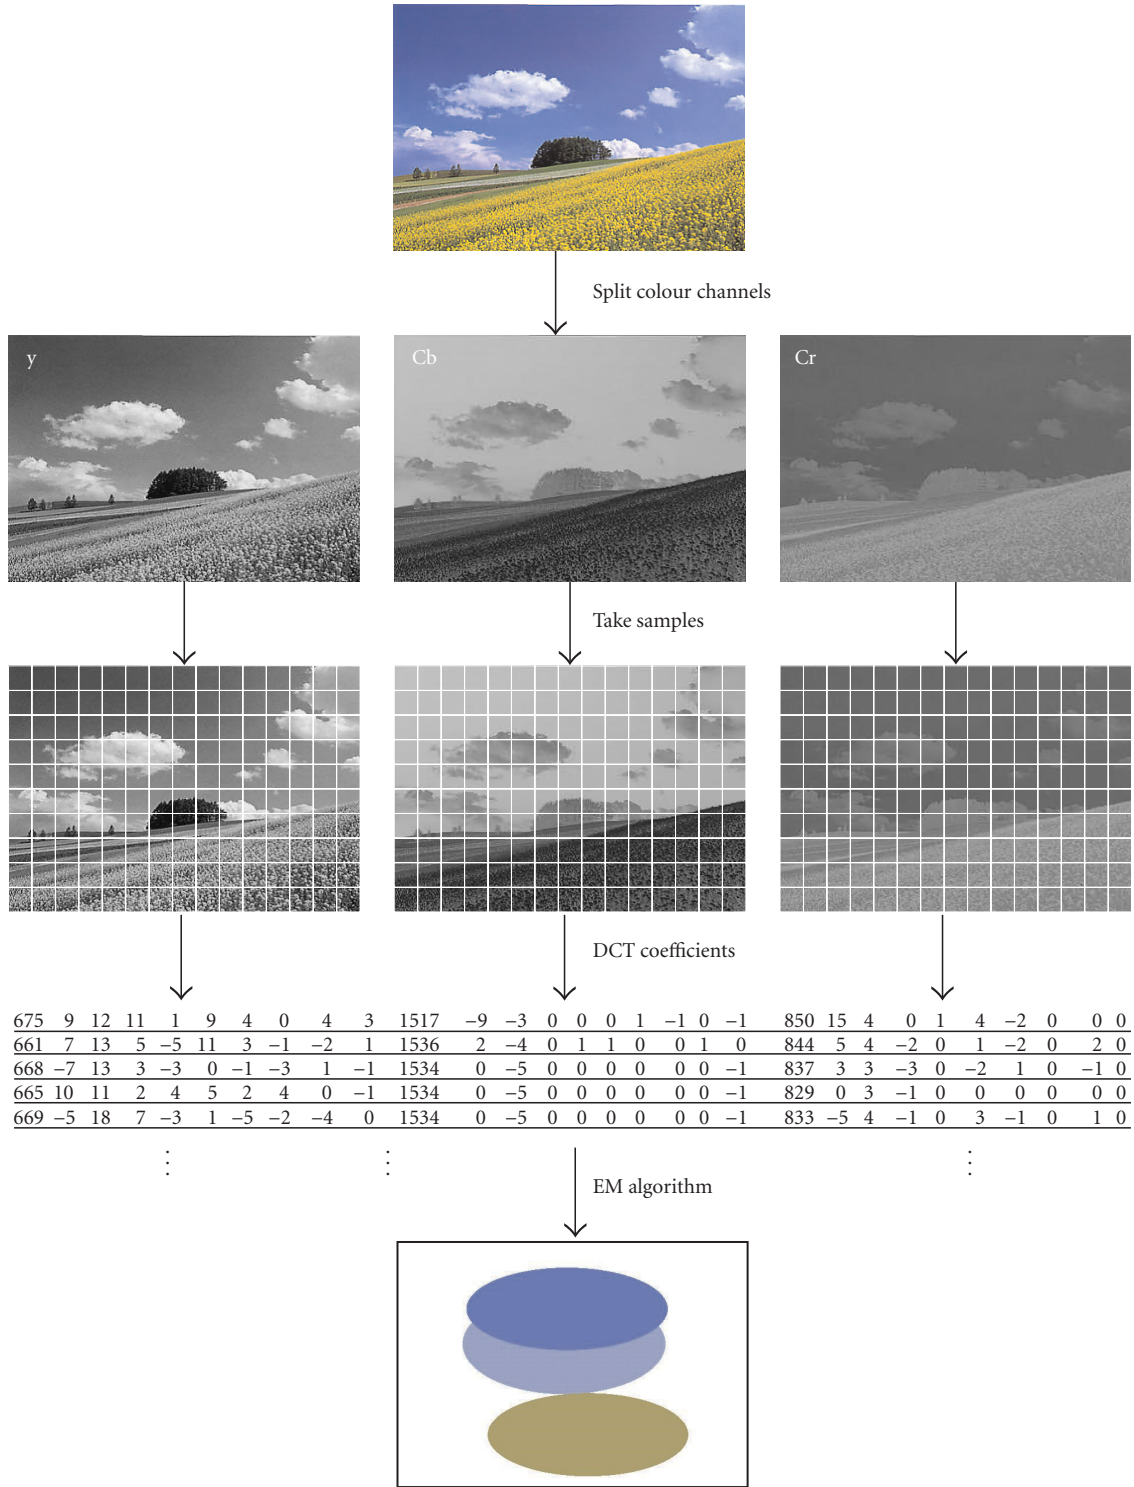 Split colour channels
y
Cb
Cr
Take samples
DCT coefficients
675 9 12 11 1 9 4 0 4 3 1517 −9 −3 0 0 0 1 −1 0 −1 850 15 4 0 1 4 −2 0 0 0
661 7 13 5 −5 11 3 −1 −2 1 1536 2 −4 0 1 1 0 0 1 0 844 5 4 −2 0 1 −2 0 2 0
668 −7 13 3 −3 0 −1 −3 1 −1 1534 0 −5 0 0 0 0 0 0 −1 837 3 3 −3 0 −2 1 0 −1 0
665 10 11 2 4 5 2 4 0 −1 1534 0 −5 0 0 0 0 0 0 −1 829 0 3 −1 0 0 0 0 0 0
669 −5 18 7 −3 1 −5 −2 −4 0 1534 0 −5 0 0 0 0 0 0 −1 833 −5 4 −1 0 3 −1 0 1 0
⋮ ⋮ ⋮
EM algorithm